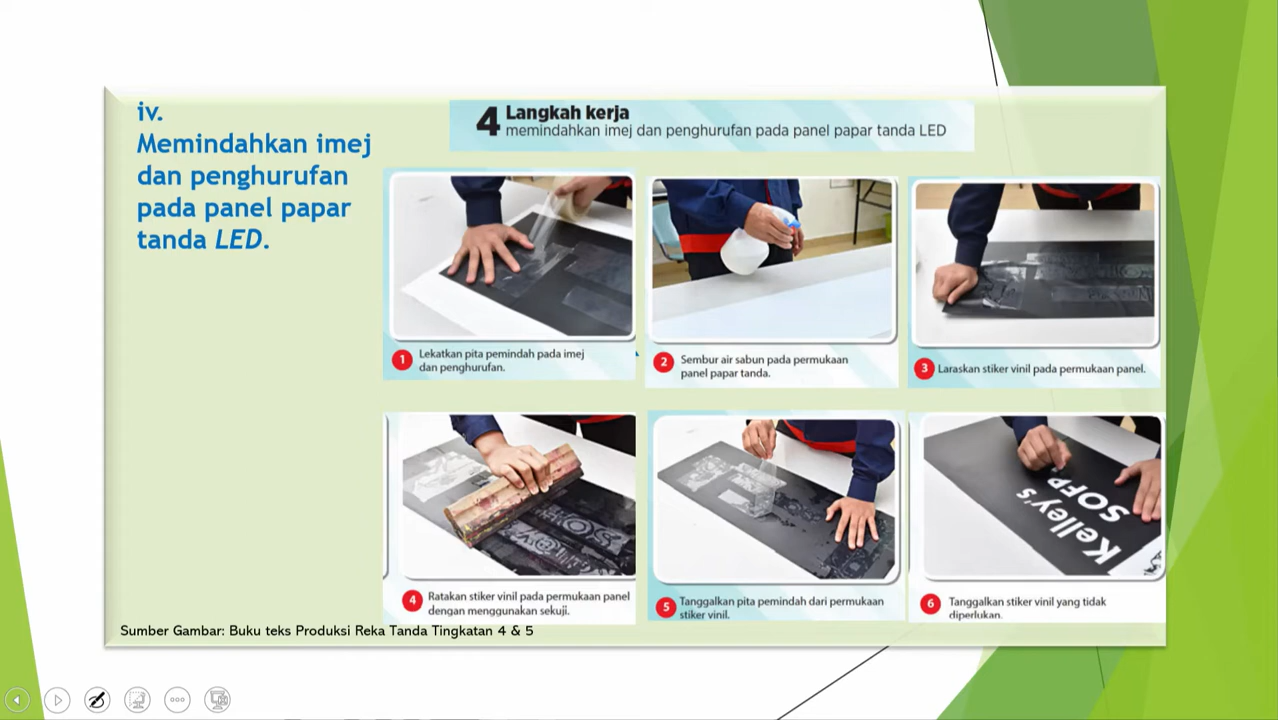 iv.
Memindahkan imej
dan penghurufan
pada panel papar
tanda LED.
4 Langkah kerja
memindahkan imej dan penghurufan pada panel papar tanda LED
1 Lekatkan pita pemindah pada imej
dan penghurufan.
2 Sembur air sabun pada permukaan
panel papar tanda.
3 Laraskan stiker vinil pada permukaan panel.
4 Ratakan stiker vinil pada permukaan panel
dengan menggunakan sekuji.
5 Tanggalkan pita pemindah dari permukaan
stiker vinil.
Kelley's
SOFP
6 Tanggalkan stiker vinil yang tidak
diperlukan.
Sumber Gambar: Buku teks Produksi Reka Tanda Tingkatan 4 & 5